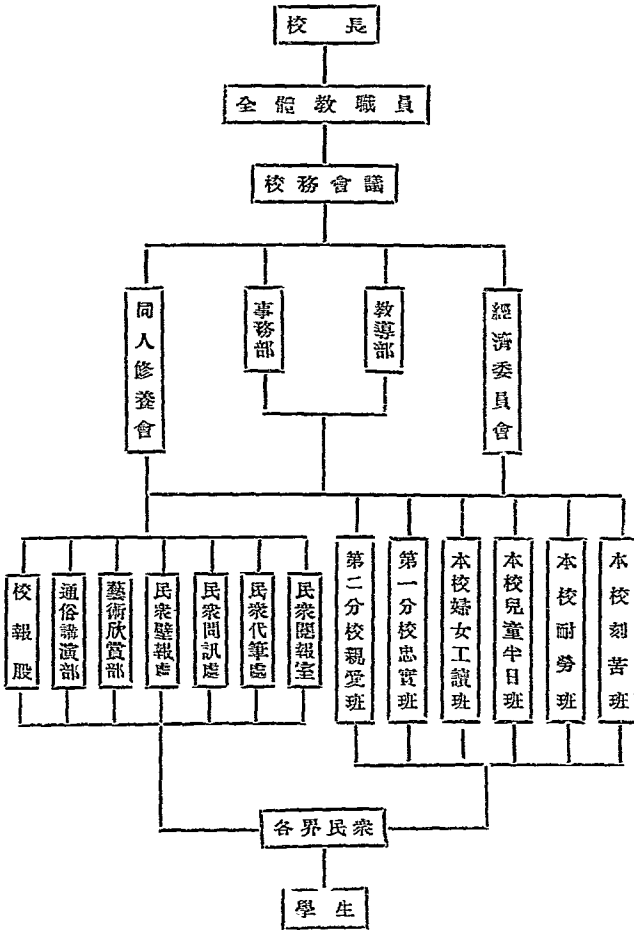 校長
全體教職員
校務會議
經濟委員會
教導部
事務部
同人修養會
本校刻苦班
本校耐勞班
本校兒童半日班
本校婦女工讀班
第一分校忠實班
第二分校親愛班
民衆閱報室
民衆代筆處
民衆問訊處
民衆壁報處
藝術欣賞部
通俗講演部
校報股
各界民衆
學生